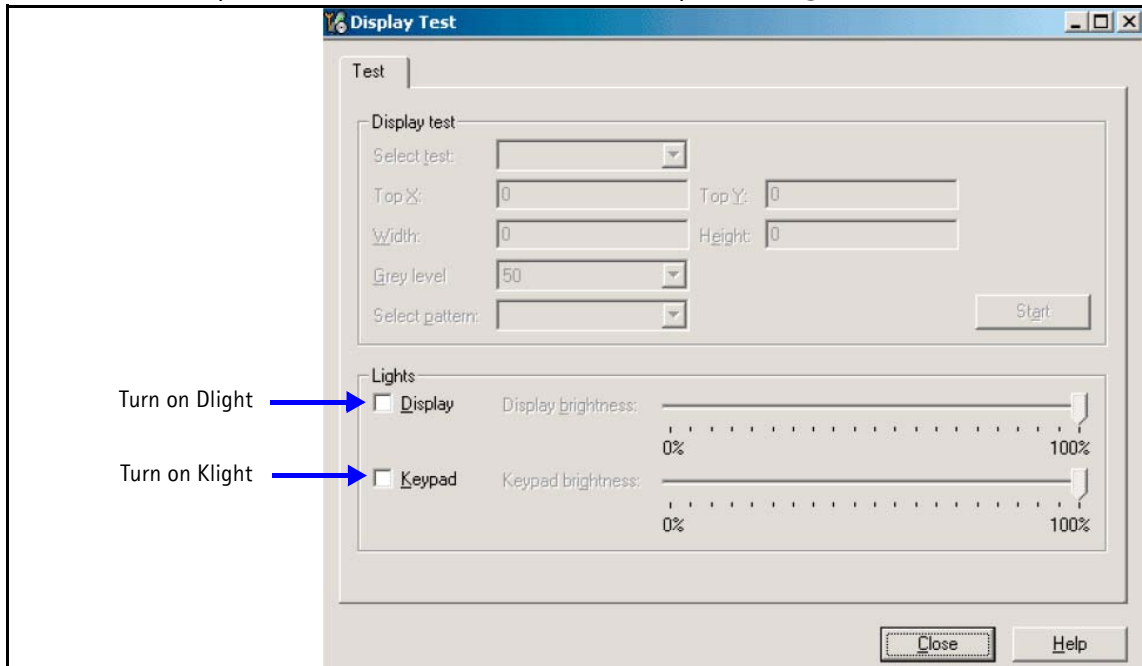 Display Test
Test
Display test
Select test:
Top X: 0 Top Y: 0
Width: 0 Height: 0
Grey level 50
Select pattern: Start
Lights
Turn on Dlight Display Display brightness:
0% 100%
Turn on Klight Keypad Keypad brightness:
0% 100%
Close Help